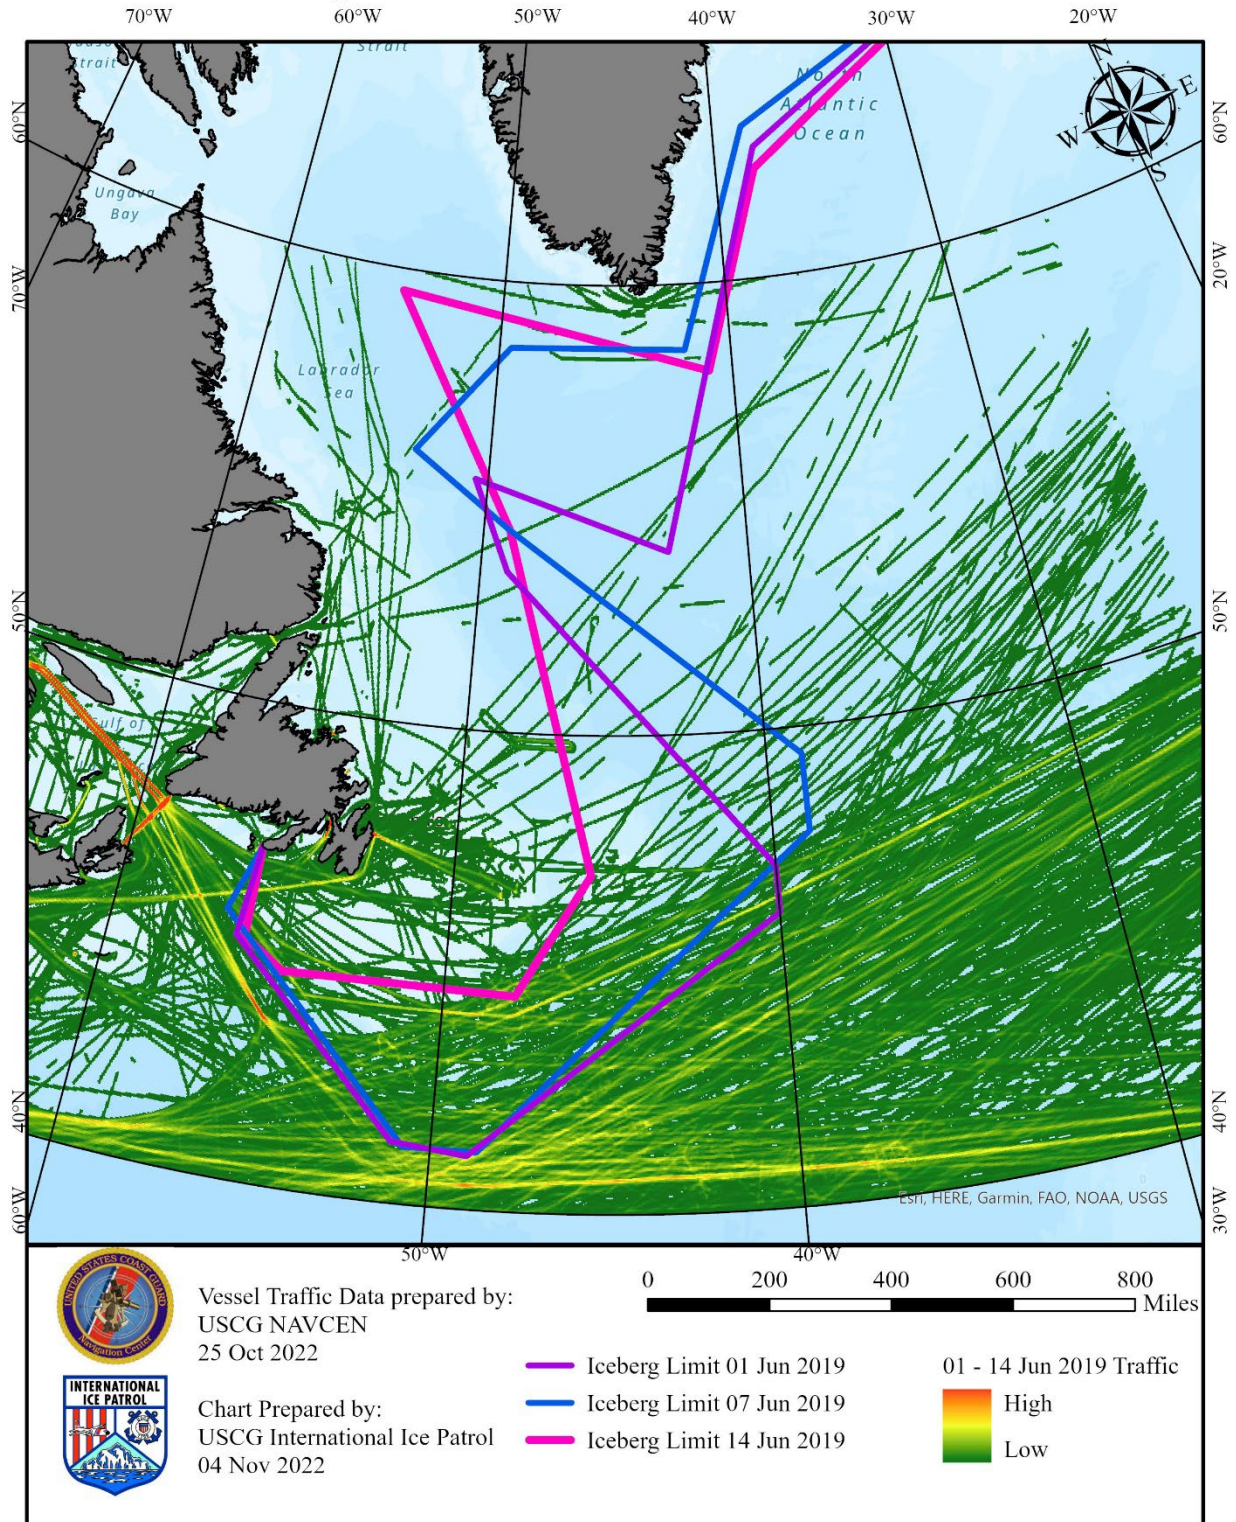 70°W 60°W 50°W 40°W 30°W 20°W
Strait
Strait
North
Atlantic
Ocean
N
E
W
S
60°N
60°N
Ungava
Bay
70°W
20°W
Labrador
Sea
50°N
50°N
Gulf of
40°N
40°N
60°W
30°W
Esri, HERE, Garmin, FAO, NOAA, USGS
50°W 40°W
UNITED STATES COAST GUARD
Navigation Center
Vessel Traffic Data prepared by:
USCG NAVCEN
25 Oct 2022
0 200 400 600 800
Miles
INTERNATIONAL
ICE PATROL
Chart Prepared by:
USCG International Ice Patrol
04 Nov 2022
Iceberg Limit 01 Jun 2019
Iceberg Limit 07 Jun 2019
Iceberg Limit 14 Jun 2019
01 - 14 Jun 2019 Traffic
High
Low